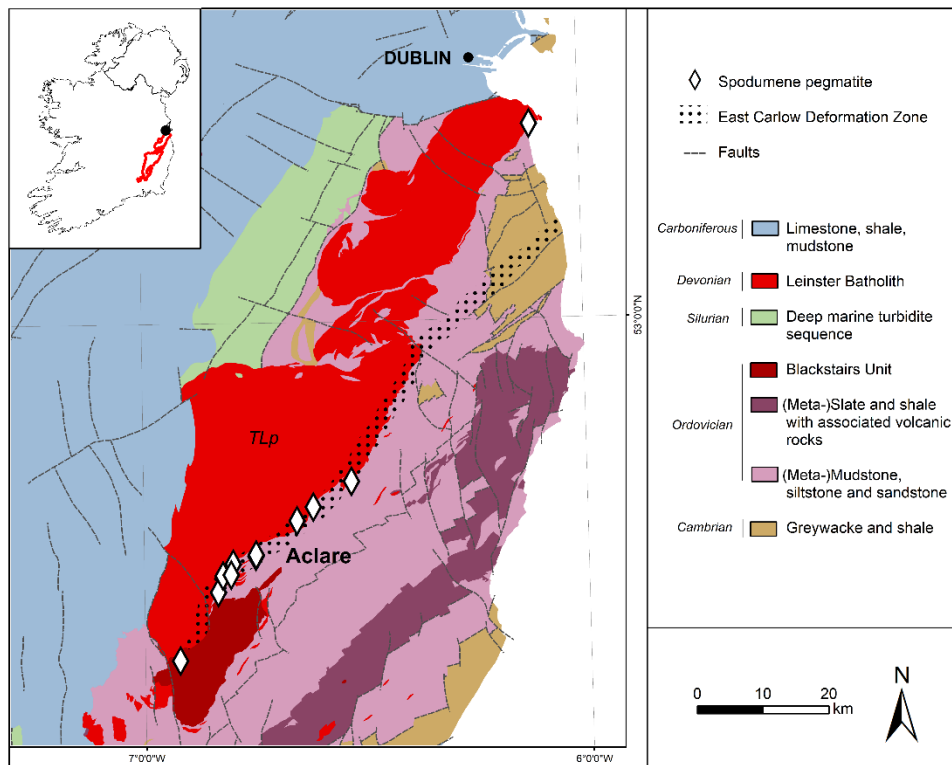 DUBLIN
TLp
Aclare
53°0'0"N
7°0'0"W
6°0'0"W
Spodumene pegmatite
East Carlow Deformation Zone
Faults
Carboniferous
Limestone, shale,
mudstone
Devonian
Leinster Batholith
Silurian
Deep marine turbidite
sequence
Ordovician
Blackstairs Unit
(Meta-)Slate and shale
with associated volcanic
rocks
(Meta-)Mudstone,
siltstone and sandstone
Cambrian
Greywacke and shale
0 10 20
km
N